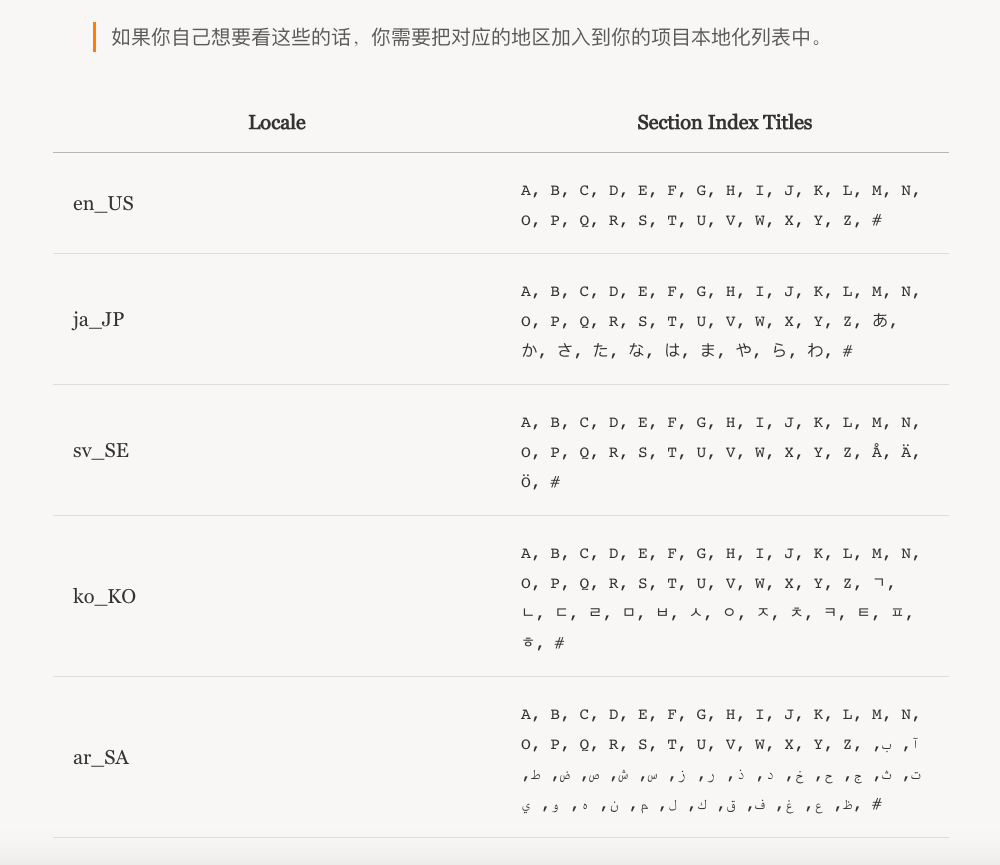 如果你自己想要看这些的话，你需要把对应的地区加入到你的项目本地化列表中。
Locale Section Index Titles
en_US
A, B, C, D, E, F, G, H, I, J, K, L, M, N,
O, P, Q, R, S, T, U, V, W, X, Y, Z, #
ja_JP
A, B, C, D, E, F, G, H, I, J, K, L, M, N,
O, P, Q, R, S, T, U, V, W, X, Y, Z, あ,
か, さ, た, な, は, ま, や, ら, わ, #
sv_SE
A, B, C, D, E, F, G, H, I, J, K, L, M, N,
O, P, Q, R, S, T, U, V, W, X, Y, Z, Å, Ä,
Ö, #
ko_KO
A, B, C, D, E, F, G, H, I, J, K, L, M, N,
O, P, Q, R, S, T, U, V, W, X, Y, Z, ㄱ,
ㄴ, ㄷ, ㄹ, ㅁ, ㅂ, ㅅ, ㅇ, ㅈ, ㅊ, ㅋ, ㅌ, ㅍ,
ㅎ, #
ar_SA
A, B, C, D, E, F, G, H, I, J, K, L, M, N,
O, P, Q, R, S, T, U, V, W, X, Y, Z, آ, ب,
ت, ث, ج, ح, خ, د, ذ, ر, ز, س, ش, ص, ض, ط,
ظ, ع, غ, ف, ق, ك, ل, م, ن, ه, و, ي, #